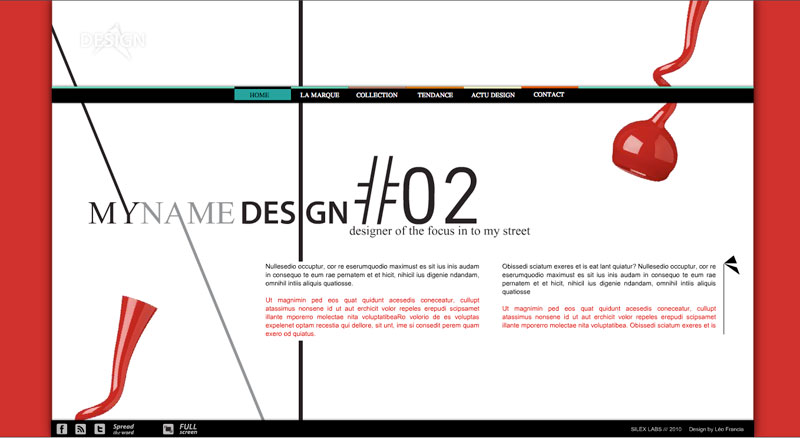 DESIGN
HOME LA MARQUE COLLECTION TENDANCE ACTU DESIGN CONTACT
MYNAME DESIGN #02
designer of the focus in to my street
Nullesedio occuptur, cor re eserumquodio maximust es sit ius inis audam
in consequo te eum rae pernatem et et hicit, nihicil ius digenie ndandam,
omnihil intiis aliquis quatiosse.
Ut magnimin ped eos quat quidunt acesedis coneceatur, cullupt
atassimus nonsene id ut aut erchicit volor repeles erepudi scipsamet
illante mporerro molectae nita voluptatibeaRo volorio de es voluptas
expelenet optam recestia qui dellore, sit unt, ime si consedit perem quam
exero od quiatus.
Obissedi sciatum exeres et is eat lant quiatur? Nullesedio occuptur, cor re
eserumquodio maximust es sit ius inis audam in consequo te eum rae
pernatem et et hicit, nihicil ius digenie ndandam, omnihil intiis aliquis
quatiosse
Ut magnimin ped eos quat quidunt acesedis coneceatur, cullupt
atassimus nonsene id ut aut erchicit volor repeles erepudi scipsamet
illante mporerro molectae nita voluptatibea. Obissedi sciatum exeres et is
Spread
the word
FULL
screen
SILEX LABS /// 2010 Design by Léo Francia